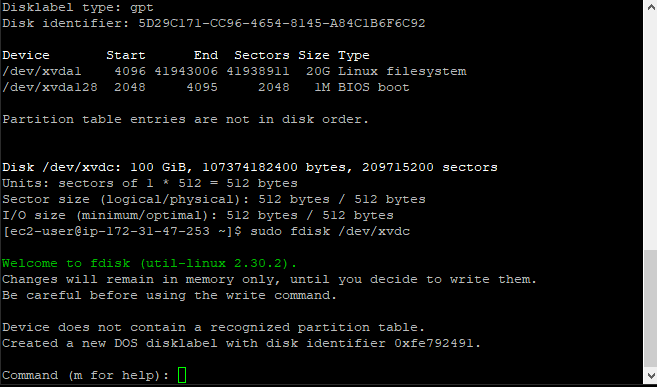 Disklabel type: gpt
Disk identifier: 5D29C171-CC96-4654-8145-A84C1B6F6C92
Device Start End Sectors Size Type
/dev/xvda1 4096 41943006 41938911 20G Linux filesystem
/dev/xvda128 2048 4095 2048 1M BIOS boot
Partition table entries are not in disk order.
Disk /dev/xvdc: 100 GiB, 107374182400 bytes, 209715200 sectors
Units: sectors of 1 * 512 = 512 bytes
Sector size (logical/physical): 512 bytes / 512 bytes
I/O size (minimum/optimal): 512 bytes / 512 bytes
[ec2-user@ip-172-31-47-253 ~]$ sudo fdisk /dev/xvdc
Welcome to fdisk (util-linux 2.30.2).
Changes will remain in memory only, until you decide to write them.
Be careful before using the write command.
Device does not contain a recognized partition table.
Created a new DOS disklabel with disk identifier 0xfe792491.
Command (m for help):